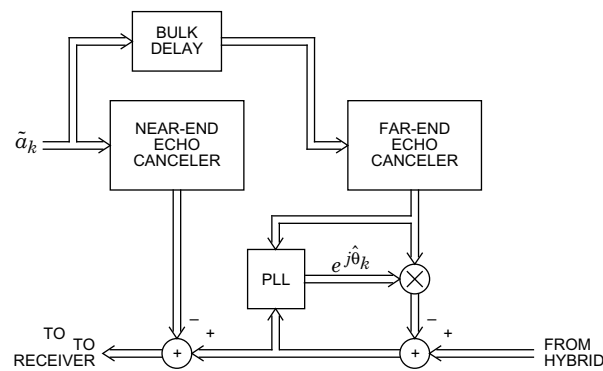 BULK
DELAY
ã_k
NEAR-END
ECHO
CANCELER
FAR-END
ECHO
CANCELER
PLL
e^{jθ̂_k}
×
− +
− +
TO
TO
RECEIVER
+
+
FROM
HYBRID